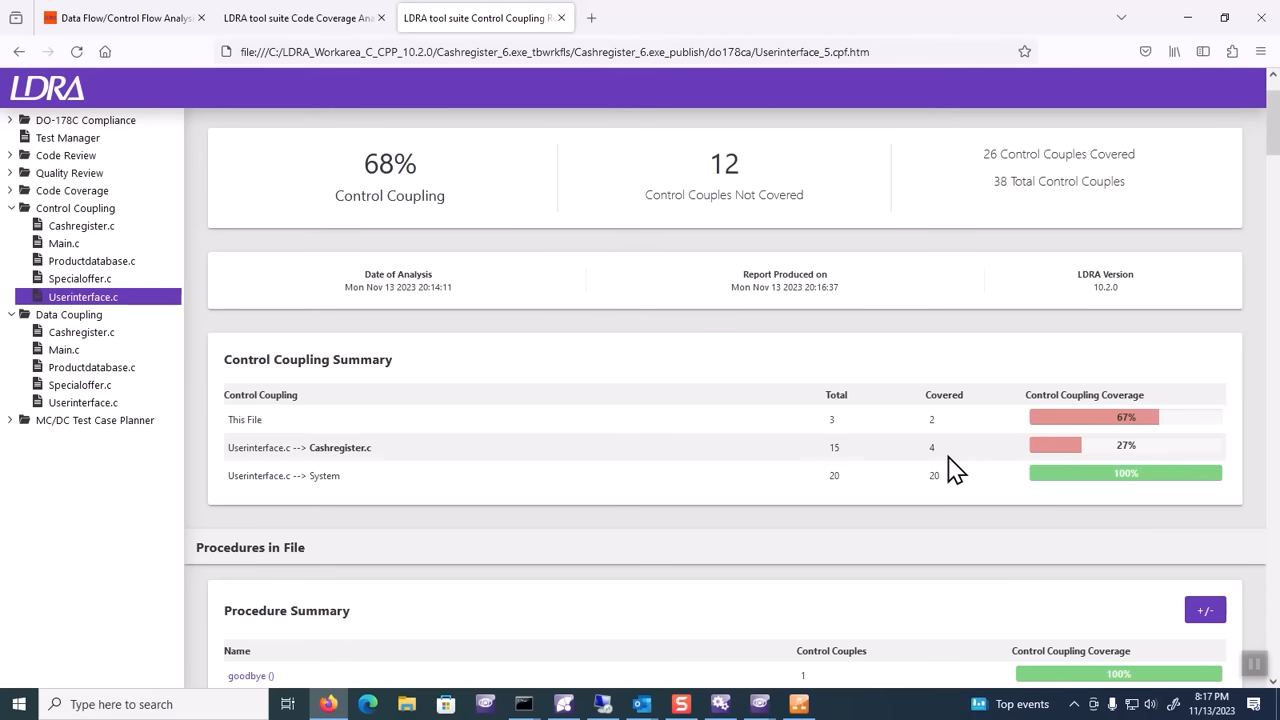 Data Flow/Control Flow Analys
LDRA tool suite Code Coverage Ana
LDRA tool suite Control Coupling R
file:///C:/LDRA_Workarea_C_CPP_10.2.0/Cashregister_6.exe_tbwrkfls/Cashregister_6.exe_publish/do178ca/Userinterface_5.cpf.htm
LDRA
DO-178C Compliance
Test Manager
Code Review
Quality Review
Code Coverage
Control Coupling
Cashregister.c
Main.c
Productdatabase.c
Specialoffer.c
Userinterface.c
Data Coupling
Cashregister.c
Main.c
Productdatabase.c
Specialoffer.c
Userinterface.c
MC/DC Test Case Planner
68%
Control Coupling
12
Control Couples Not Covered
26 Control Couples Covered
38 Total Control Couples
Date of Analysis
Mon Nov 13 2023 20:14:11
Report Produced on
Mon Nov 13 2023 20:16:37
LDRA Version
10.2.0
Control Coupling Summary
Control Coupling Total Covered Control Coupling Coverage
This File 3 2 67%
Userinterface.c --> Cashregister.c 15 4 27%
Userinterface.c --> System 20 20 100%
Procedures in File
Procedure Summary
+/-
Name Control Couples Control Coupling Coverage
goodbye () 1 100%
Type here to search
Top events
8:17 PM
11/13/2023